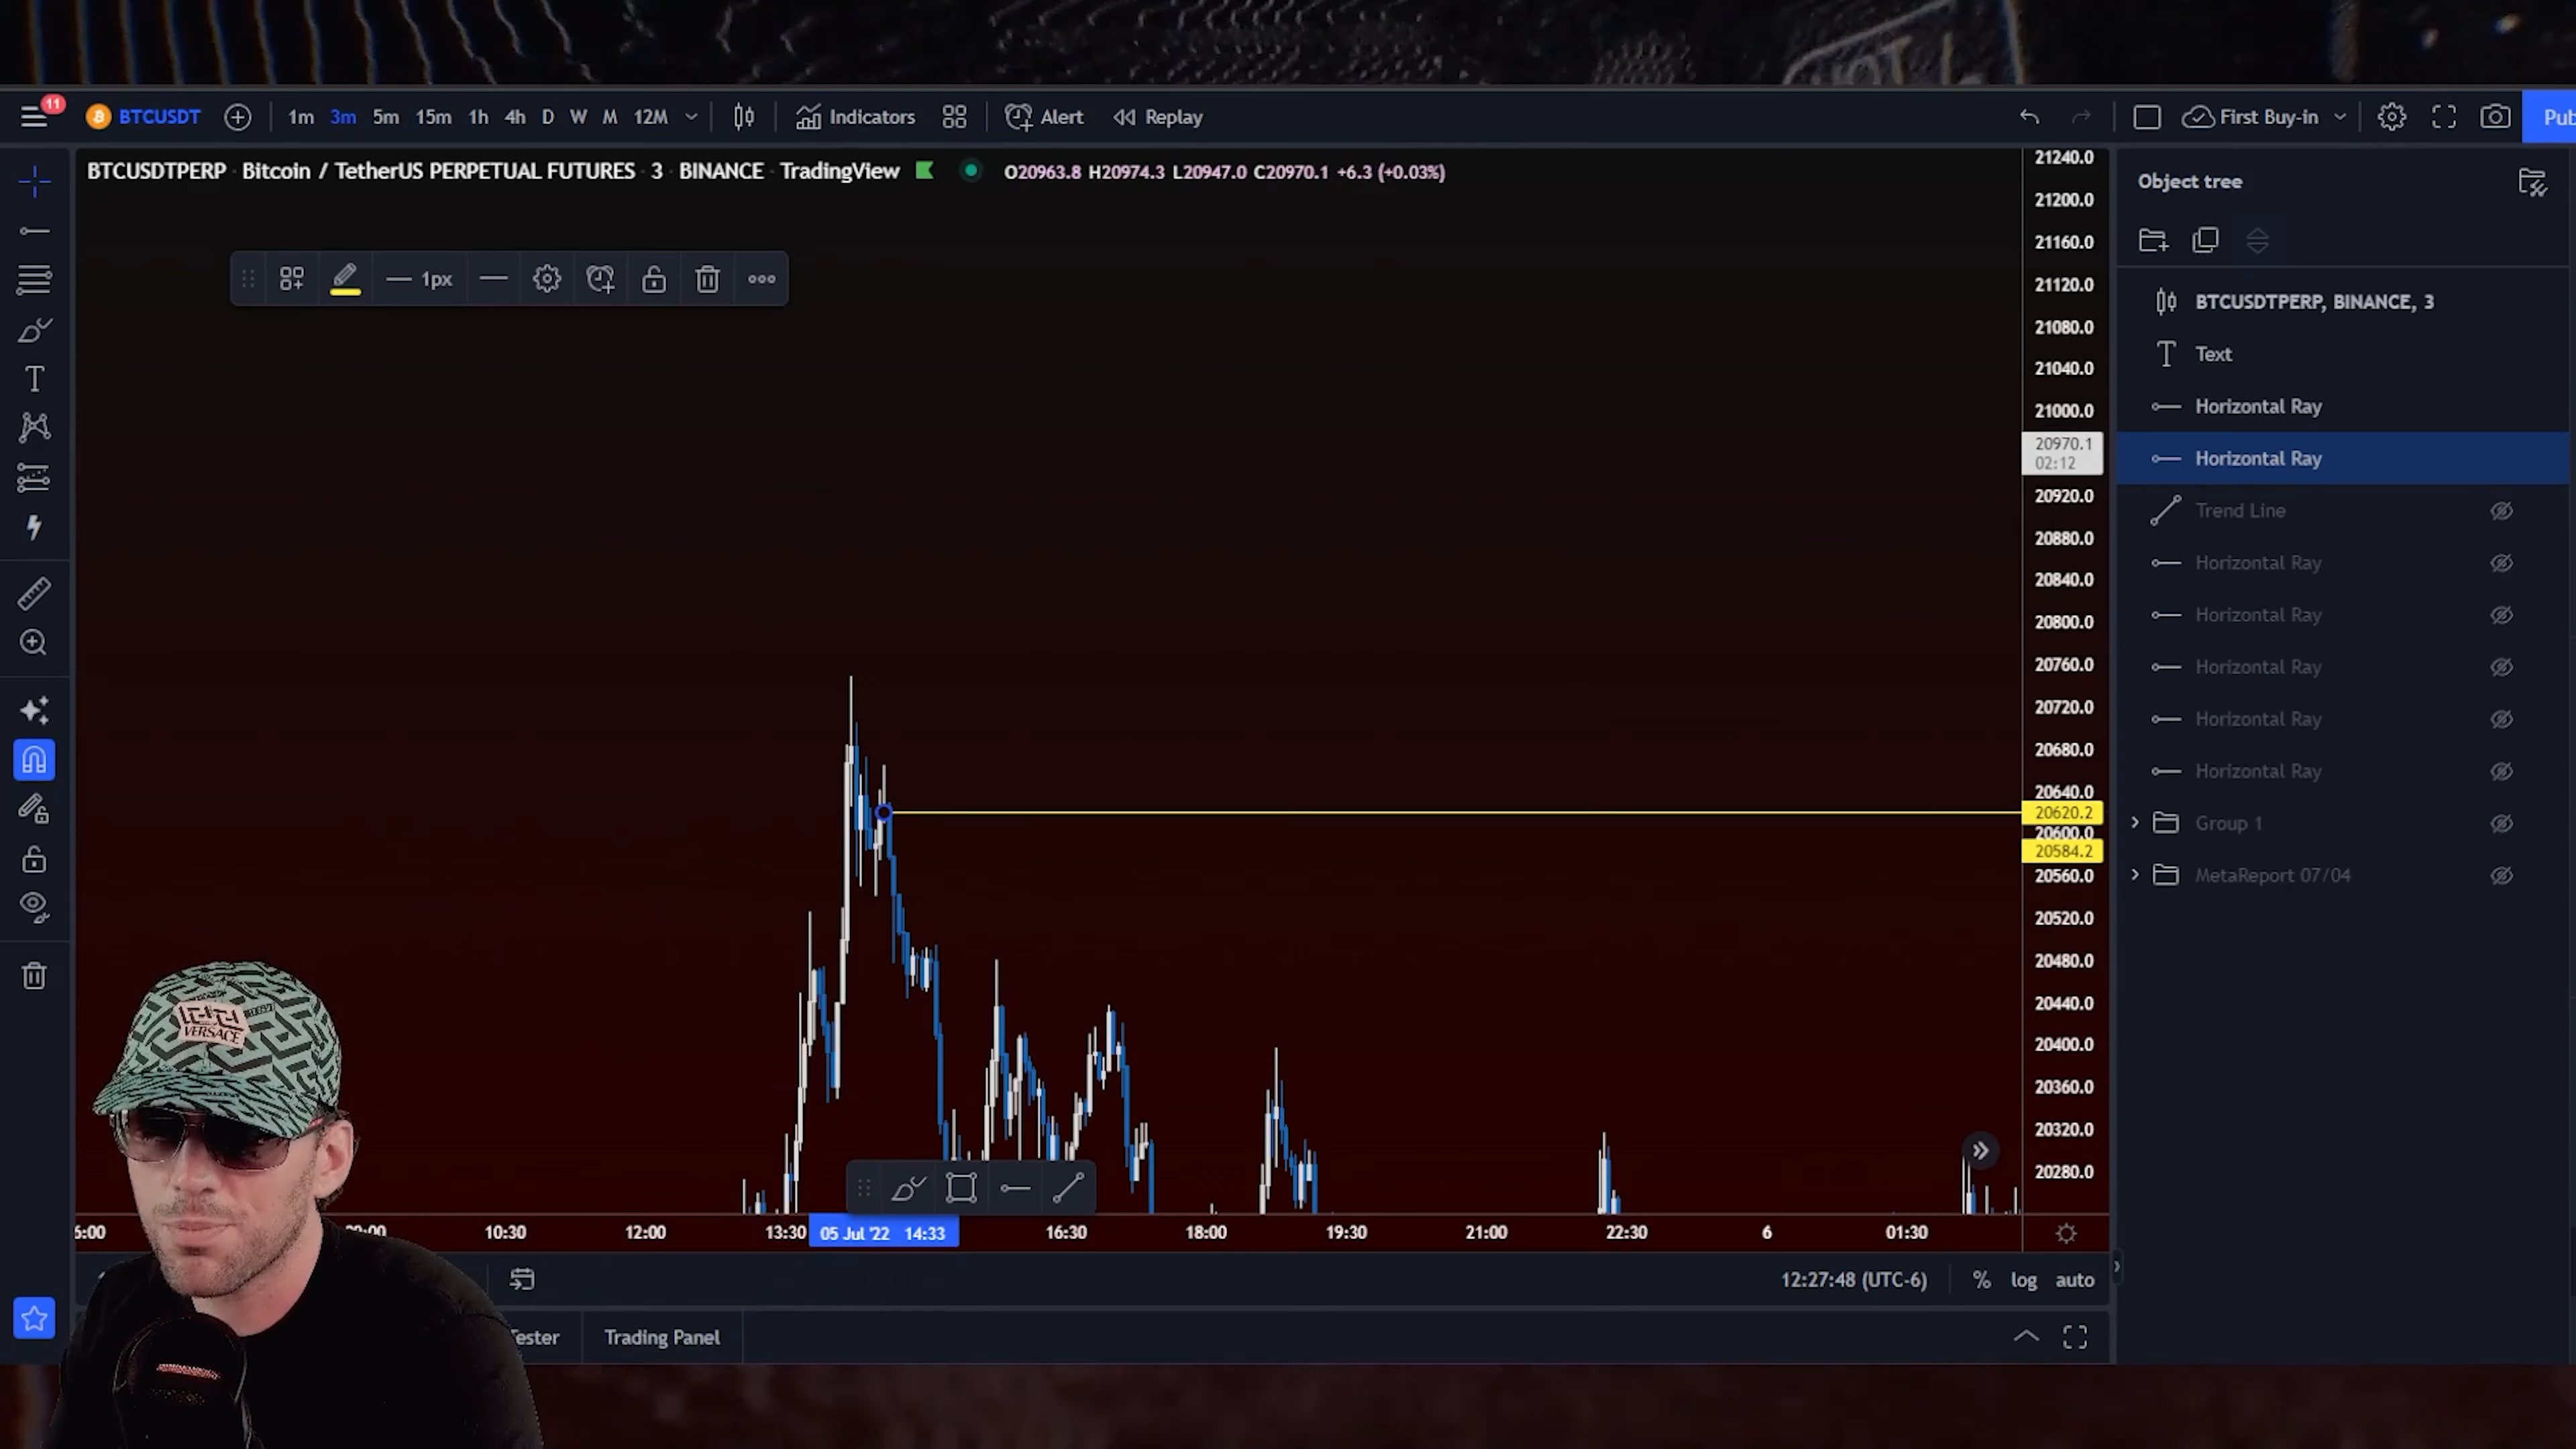 11
BTCUSDT
1m 3m 5m 15m 1h 4h D W M 12M
Indicators
Alert
Replay
First Buy-in
Pub
BTCUSDTPERP · Bitcoin / TetherUS PERPETUAL FUTURES · 3 · BINANCE · TradingView
O20963.8 H20974.3 L20947.0 C20970.1 +6.3 (+0.03%)
1px
21240.0
21200.0
21160.0
21120.0
21080.0
21040.0
21000.0
20970.1
02:12
20920.0
20880.0
20840.0
20800.0
20760.0
20720.0
20680.0
20640.0
20620.2
20600.0
20584.2
20560.0
20520.0
20480.0
20440.0
20400.0
20360.0
20320.0
20280.0
Object tree
BTCUSDTPERP, BINANCE, 3
Text
Horizontal Ray
Horizontal Ray
Trend Line
Horizontal Ray
Horizontal Ray
Horizontal Ray
Horizontal Ray
Horizontal Ray
Group 1
MetaReport 07/04
VERSACE
6:00 10:30 12:00 13:30 05 Jul '22 14:33 16:30 18:00 19:30 21:00 22:30 6 01:30
12:27:48 (UTC-6) % log auto
Tester Trading Panel